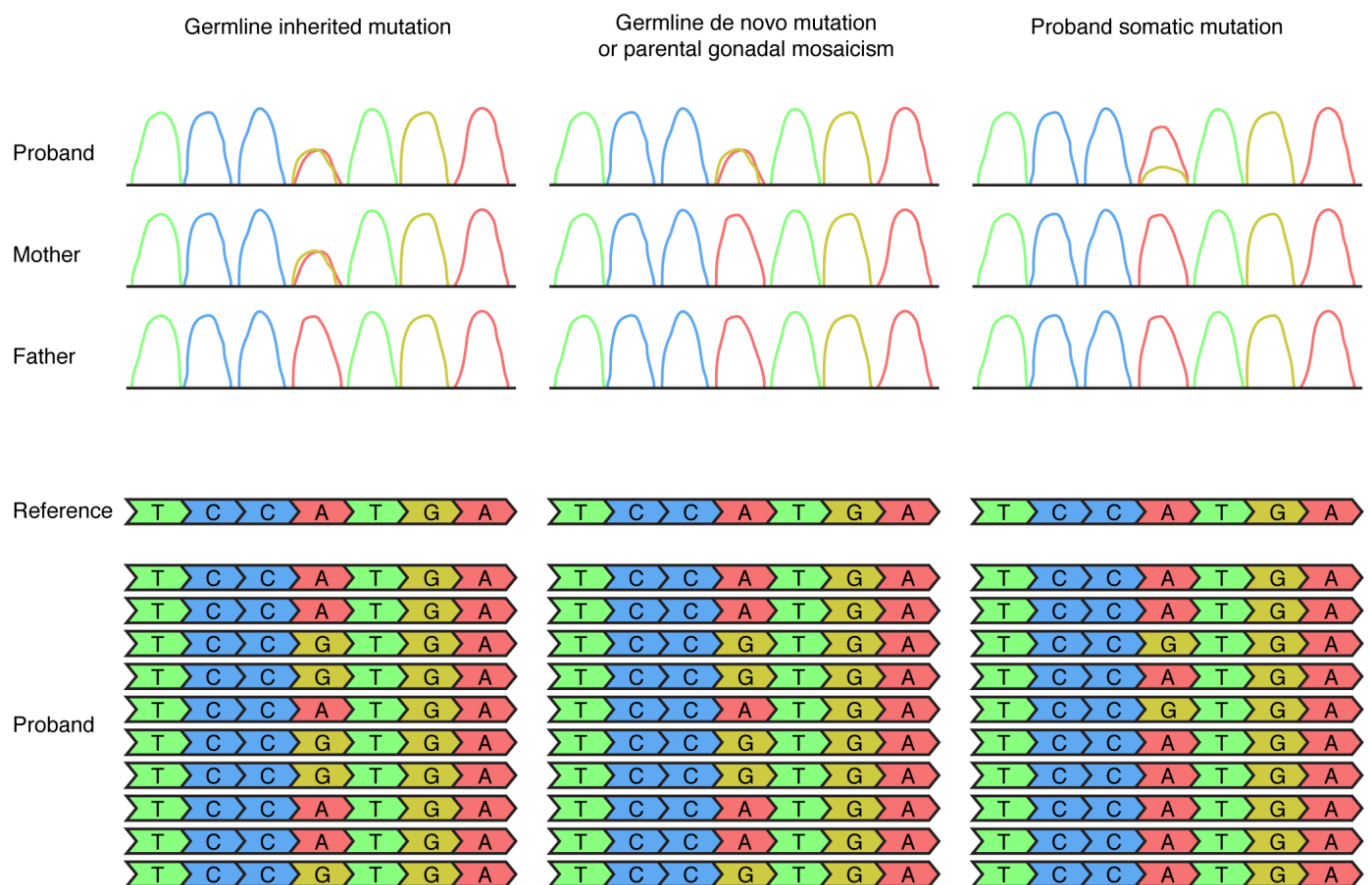 Germline inherited mutation
Germline de novo mutation
or parental gonadal mosaicism
Proband somatic mutation
Proband
Mother
Father
Reference T C C A T G A T C C A T G A T C C A T G A
T C C A T G A T C C A T G A T C C A T G A
T C C A T G A T C C A T G A T C C A T G A
T C C G T G A T C C G T G A T C C G T G A
T C C G T G A T C C G T G A T C C A T G A
Proband T C C A T G A T C C A T G A T C C G T G A
T C C G T G A T C C G T G A T C C A T G A
T C C G T G A T C C G T G A T C C A T G A
T C C A T G A T C C A T G A T C C A T G A
T C C A T G A T C C A T G A T C C A T G A
T C C G T G A T C C G T G A T C C A T G A